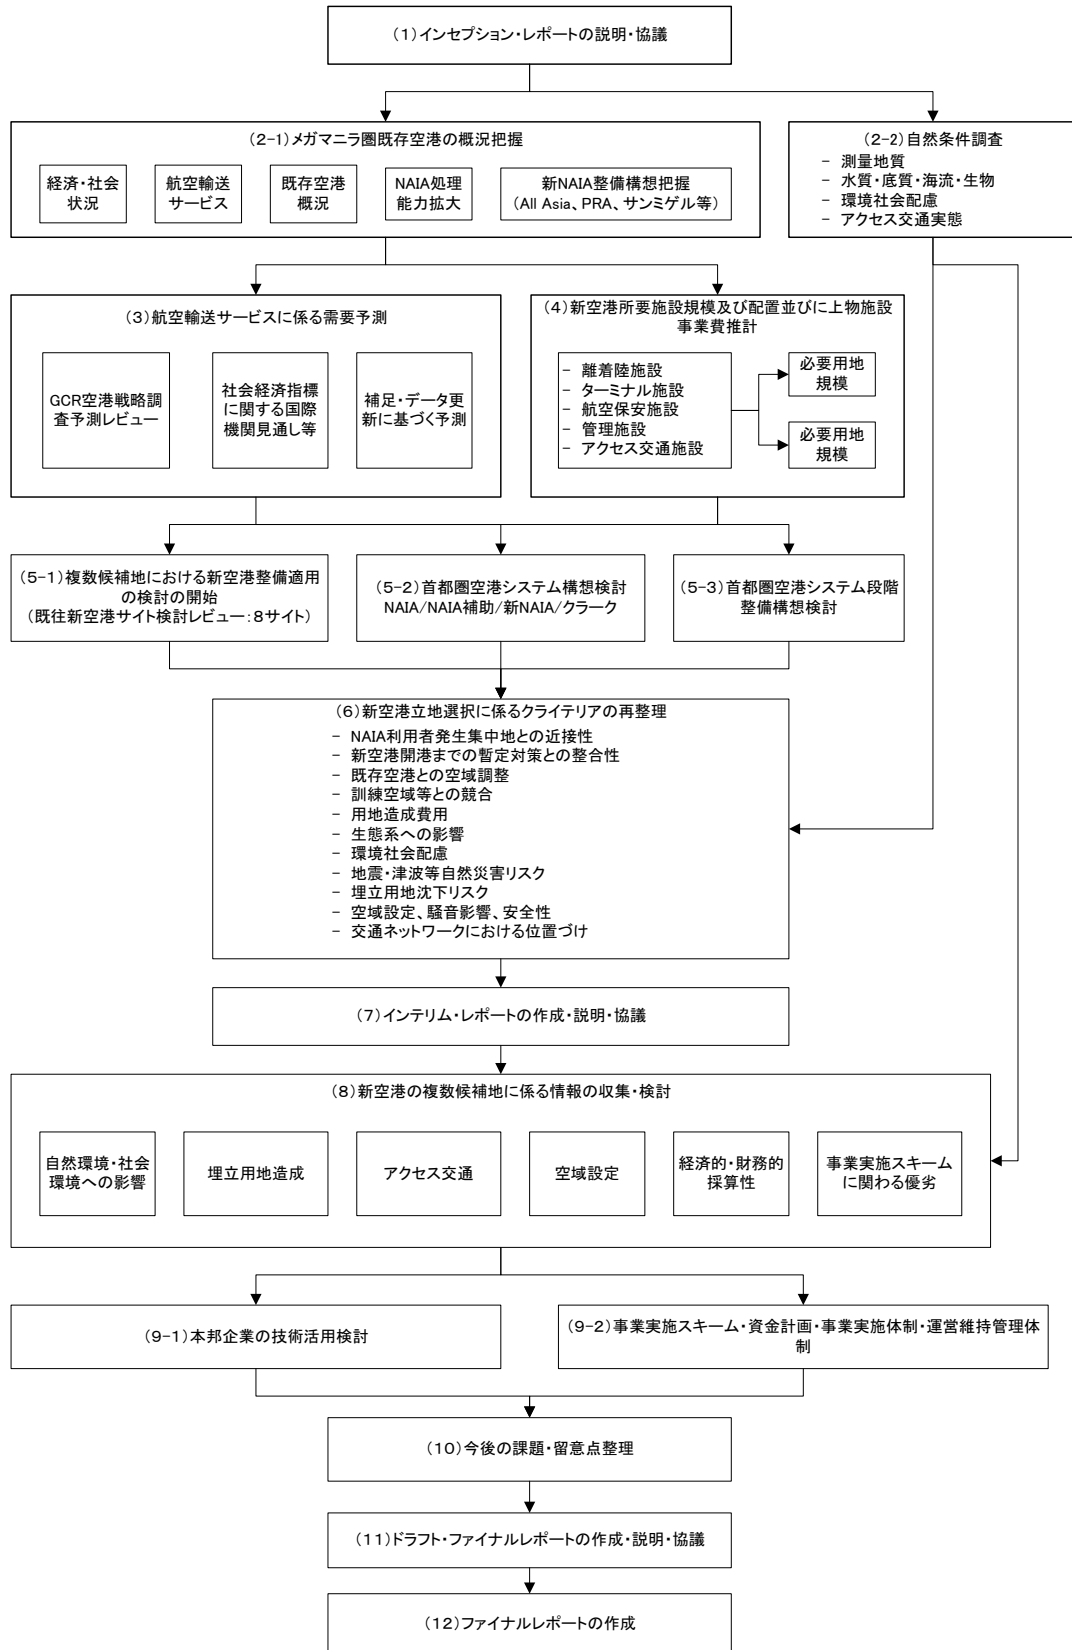 (1)インセプション・レポートの説明・協議
(2-1)メガマニラ圏既存空港の概況把握
経済・社会
状況
航空輸送
サービス
既存空港
概況
NAIA処理
能力拡大
新NAIA整備構想把握
(All Asia、PRA、サンミゲル等)
(2-2)自然条件調査
- 測量地質
- 水質・底質・海流・生物
- 環境社会配慮
- アクセス交通実態
(3)航空輸送サービスに係る需要予測
GCR空港戦略調
査予測レビュー
社会経済指標
に関する国際
機関見通し等
補足・データ更
新に基づく予測
(4)新空港所要施設規模及び配置並びに上物施設
事業費推計
- 離着陸施設
- ターミナル施設
- 航空保安施設
- 管理施設
- アクセス交通施設
必要用地
規模
必要用地
規模
(5-1)複数候補地における新空港整備適用
の検討の開始
(既往新空港サイト検討レビュー:8サイト)
(5-2)首都圏空港システム構想検討
NAIA/NAIA補助/新NAIA/クラーク
(5-3)首都圏空港システム段階
整備構想検討
(6)新空港立地選択に係るクライテリアの再整理
- NAIA利用者発生集中地との近接性
- 新空港開港までの暫定対策との整合性
- 既存空港との空域調整
- 訓練空域等との競合
- 用地造成費用
- 生態系への影響
- 環境社会配慮
- 地震・津波等自然災害リスク
- 埋立用地沈下リスク
- 空域設定、騒音影響、安全性
- 交通ネットワークにおける位置づけ
(7)インテリム・レポートの作成・説明・協議
(8)新空港の複数候補地に係る情報の収集・検討
自然環境・社会
環境への影響
埋立用地造成
アクセス交通
空域設定
経済的・財務的
採算性
事業実施スキーム
に関わる優劣
(9-1)本邦企業の技術活用検討
(9-2)事業実施スキーム・資金計画・事業実施体制・運営維持管理体
制
(10)今後の課題・留意点整理
(11)ドラフト・ファイナルレポートの作成・説明・協議
(12)ファイナルレポートの作成